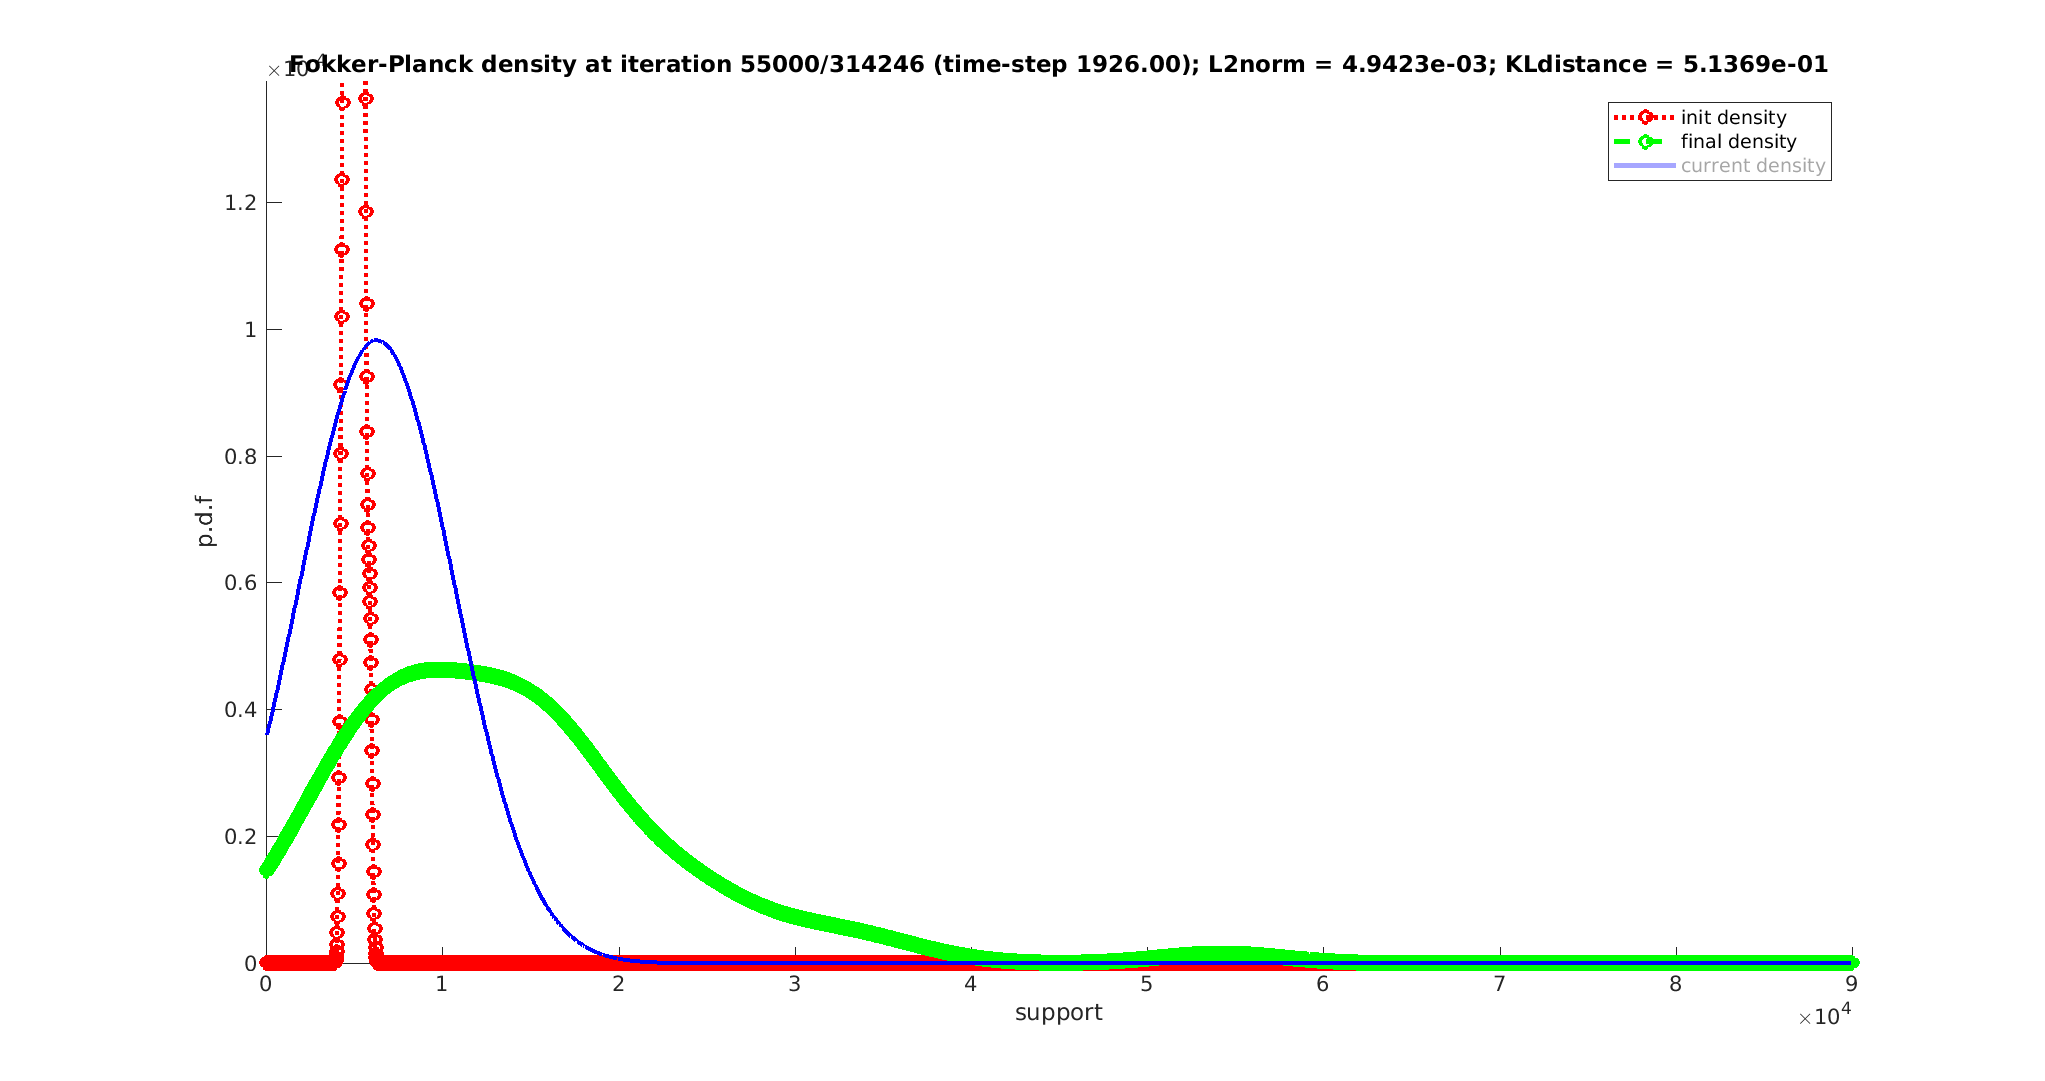 Fokker-Planck density at iteration 55000/314246 (time-step 1926.00); L2norm = 4.9423e-03; KLdistance = 5.1369e-01
init density
final density
current density
1.2
1
0.8
0.6
0.4
0.2
0
p.d.f
0 1 2 3 4 5 6 7 8 9
support
×10⁴